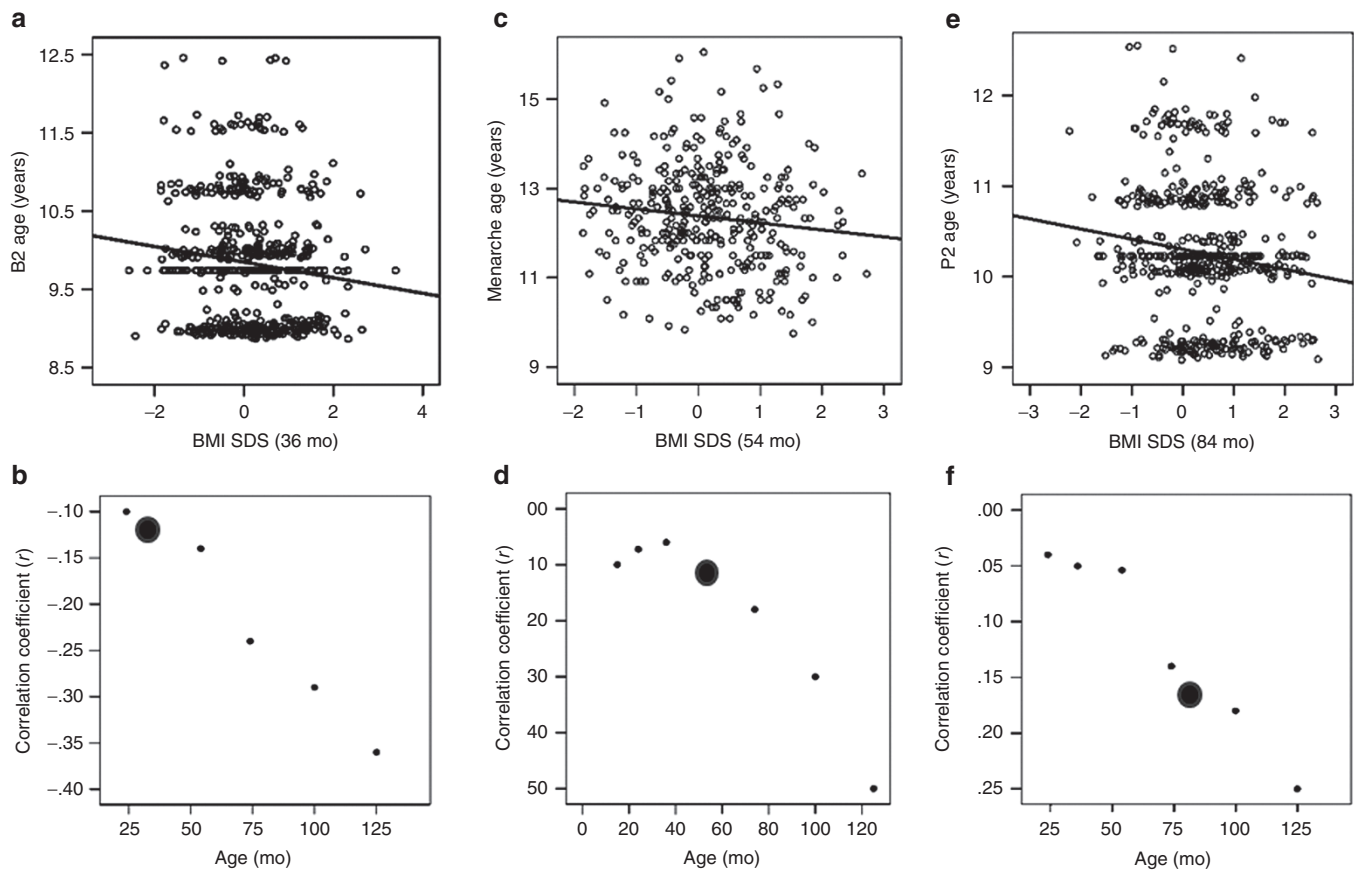 a
12.5
11.5
10.5
9.5
8.5
B2 age (years)
−2 0 2 4
BMI SDS (36 mo)
c
15
13
11
9
Menarche age (years)
−2 −1 0 1 2 3
BMI SDS (54 mo)
e
12
11
10
9
P2 age (years)
−3 −2 −1 0 1 2 3
BMI SDS (84 mo)
b
−.10
−.15
−.20
−.25
−.30
−.35
−.40
Correlation coefficient (r)
25 50 75 100 125
Age (mo)
d
00
10
20
30
40
50
Correlation coefficient (r)
0 20 40 60 80 100 120
Age (mo)
f
.00
.05
.10
.15
.20
.25
Correlation coefficient (r)
25 50 75 100 125
Age (mo)